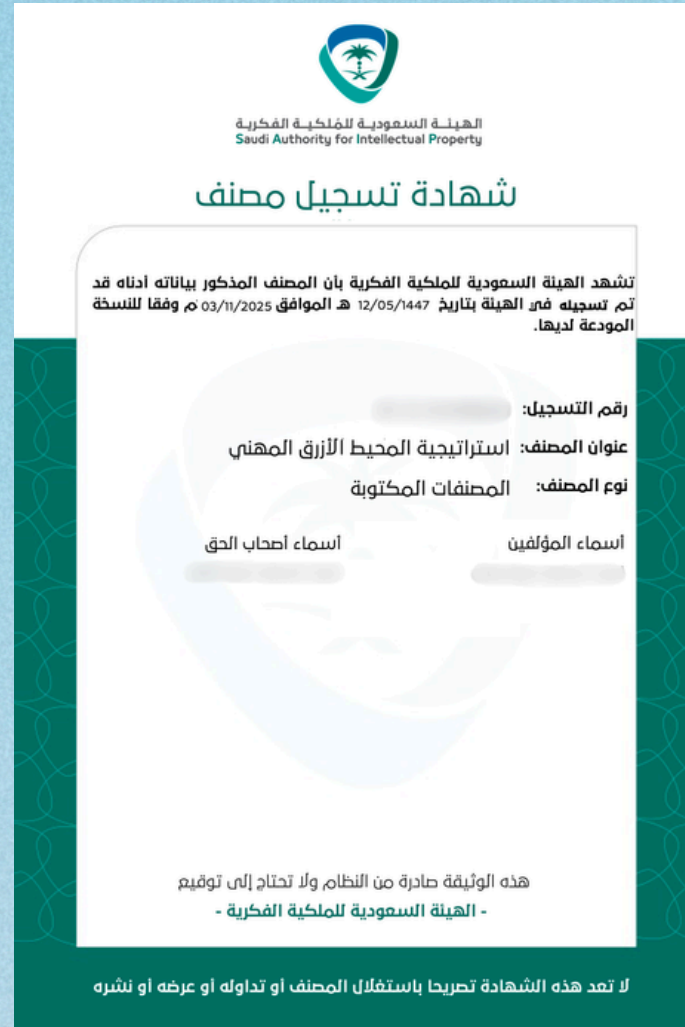 الهيئة السعودية للملكية الفكرية
Saudi Authority for Intellectual Property
شهادة تسجيل مصنف
تشهد الهيئة السعودية للملكية الفكرية بأن المصنف المذكور بياناته أدناه قد
تم تسجيله في الهيئة بتاريخ 12/05/1447 هـ الموافق 03/11/2025 م وفقا للنسخة
المودعة لديها.
رقم التسجيل:
عنوان المصنف: استراتيجية المحيط الأزرق المهني
نوع المصنف: المصنفات المكتوبة
أسماء المؤلفين أسماء أصحاب الحق
هذه الوثيقة صادرة من النظام ولا تحتاج إلى توقيع
- الهيئة السعودية للملكية الفكرية -
لا تعد هذه الشهادة تصريحا باستغلال المصنف أو تداوله أو عرضه أو نشره